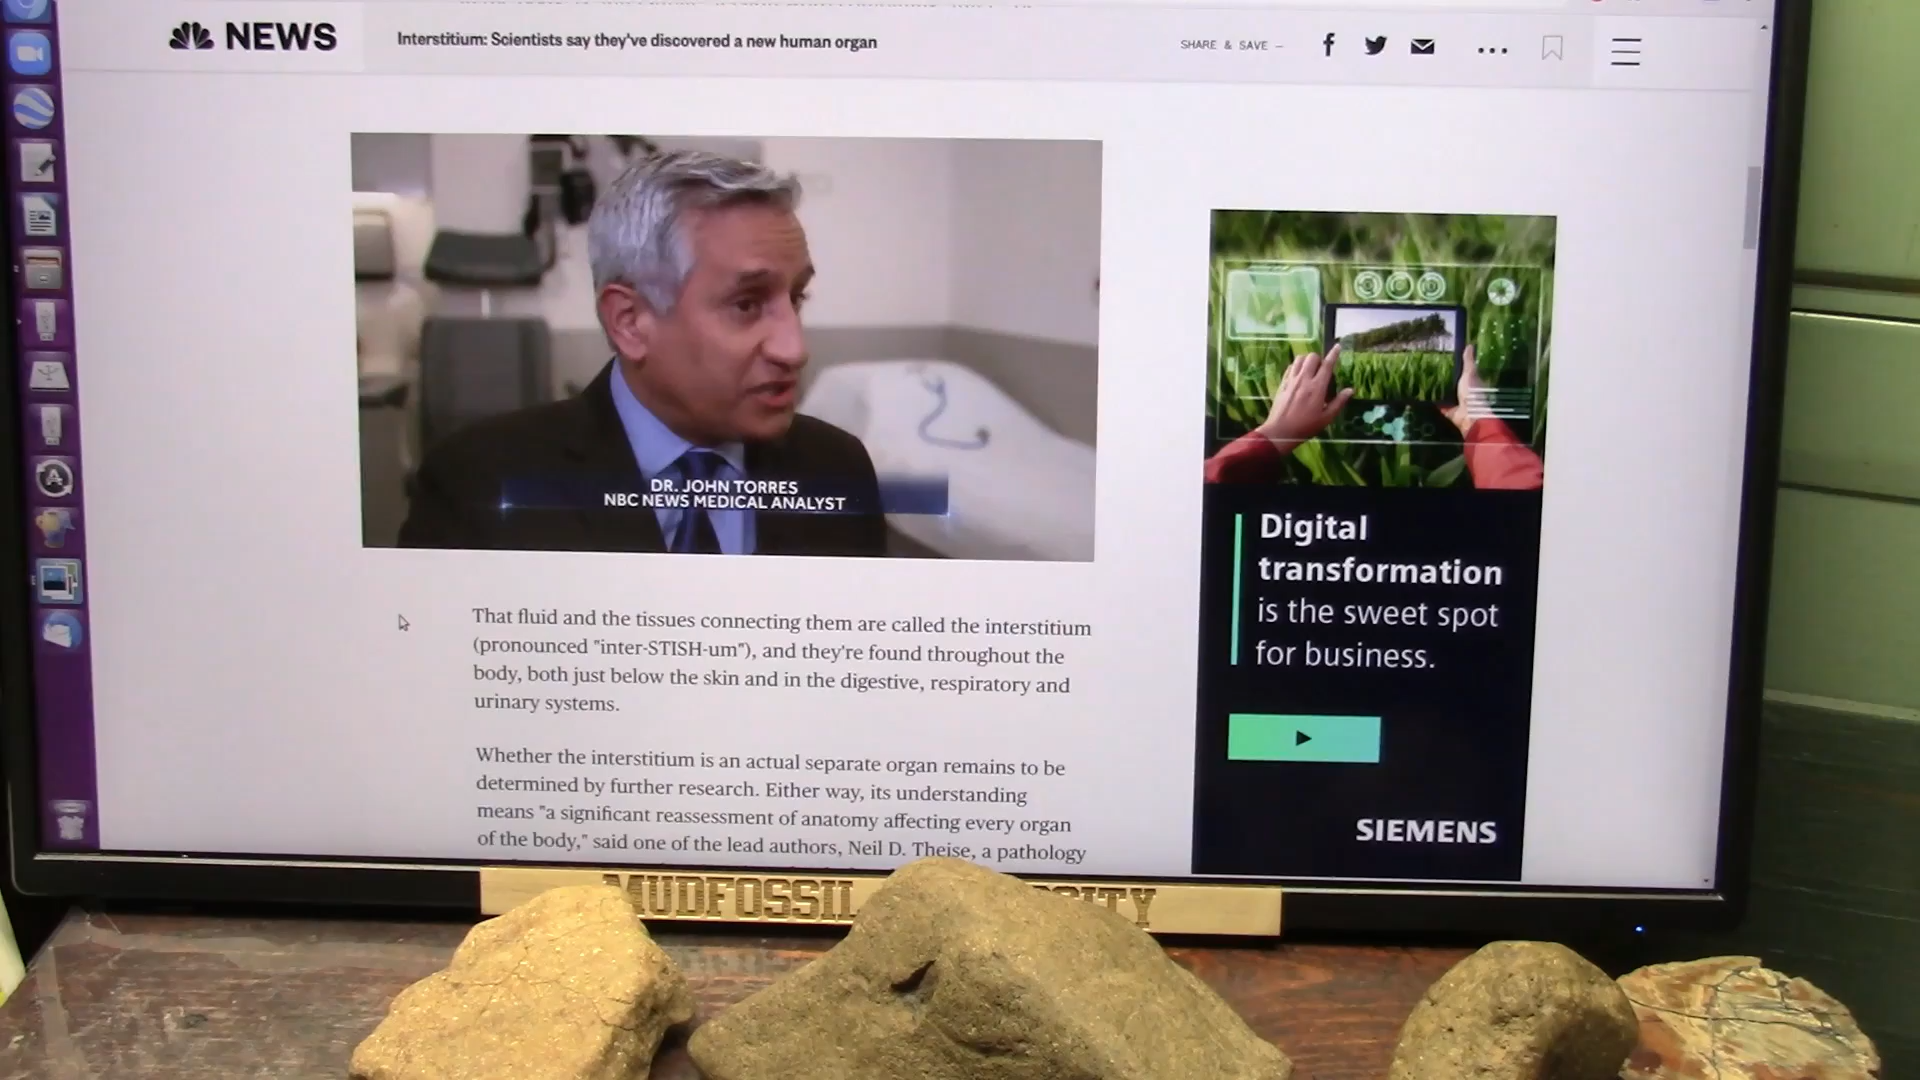 NEWS
Interstitium: Scientists say they've discovered a new human organ
SHARE & SAVE —
DR. JOHN TORRES
NBC NEWS MEDICAL ANALYST
That fluid and the tissues connecting them are called the interstitium
(pronounced "inter-STISH-um"), and they're found throughout the
body, both just below the skin and in the digestive, respiratory and
urinary systems.
Whether the interstitium is an actual separate organ remains to be
determined by further research. Either way, its understanding
means "a significant reassessment of anatomy affecting every organ
of the body," said one of the lead authors, Neil D. Theise, a pathology
Digital
transformation
is the sweet spot
for business.
SIEMENS
MUDFOSSIL